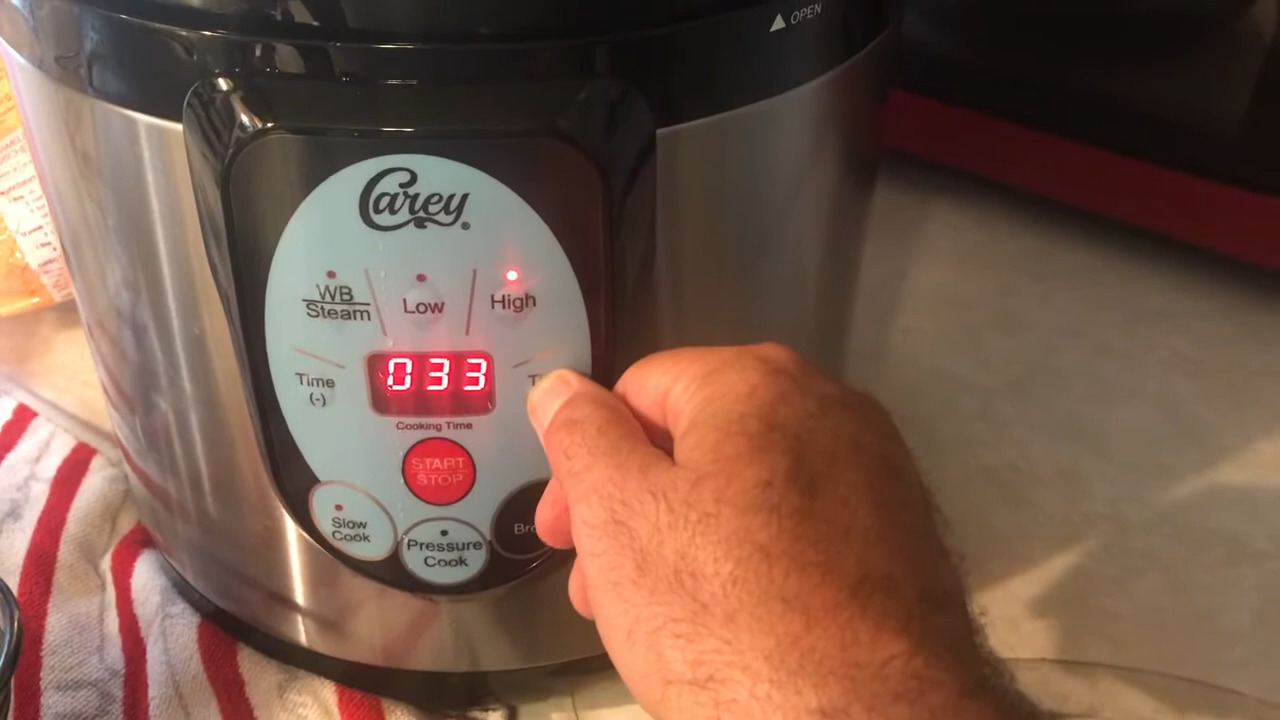 ▲ OPEN
Carey®
WB
Steam
Low
High
Time
(-)
033
Cooking Time
START
STOP
Slow
Cook
Pressure
Cook